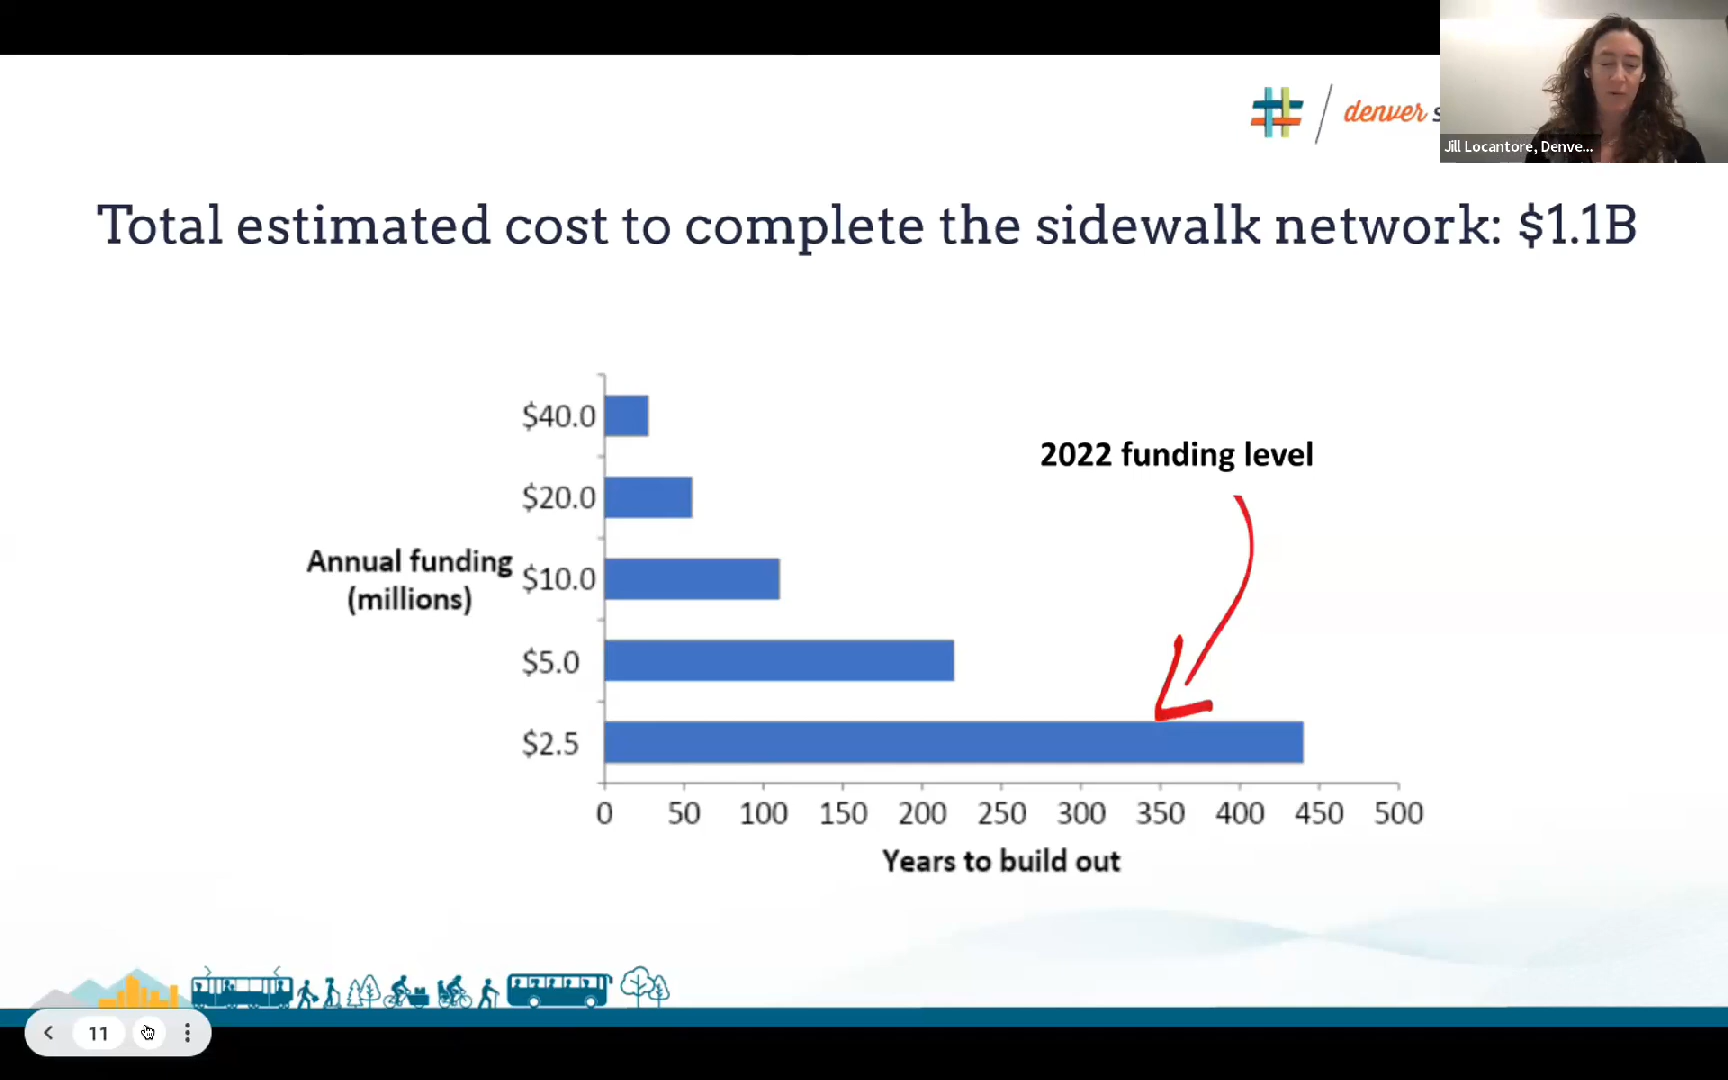 denver
Jill Locantore, Denve...
Total estimated cost to complete the sidewalk network: $1.1B
$40.0
2022 funding level
$20.0
Annual funding
(millions)
$10.0
$5.0
$2.5
0 50 100 150 200 250 300 350 400 450 500
Years to build out
11